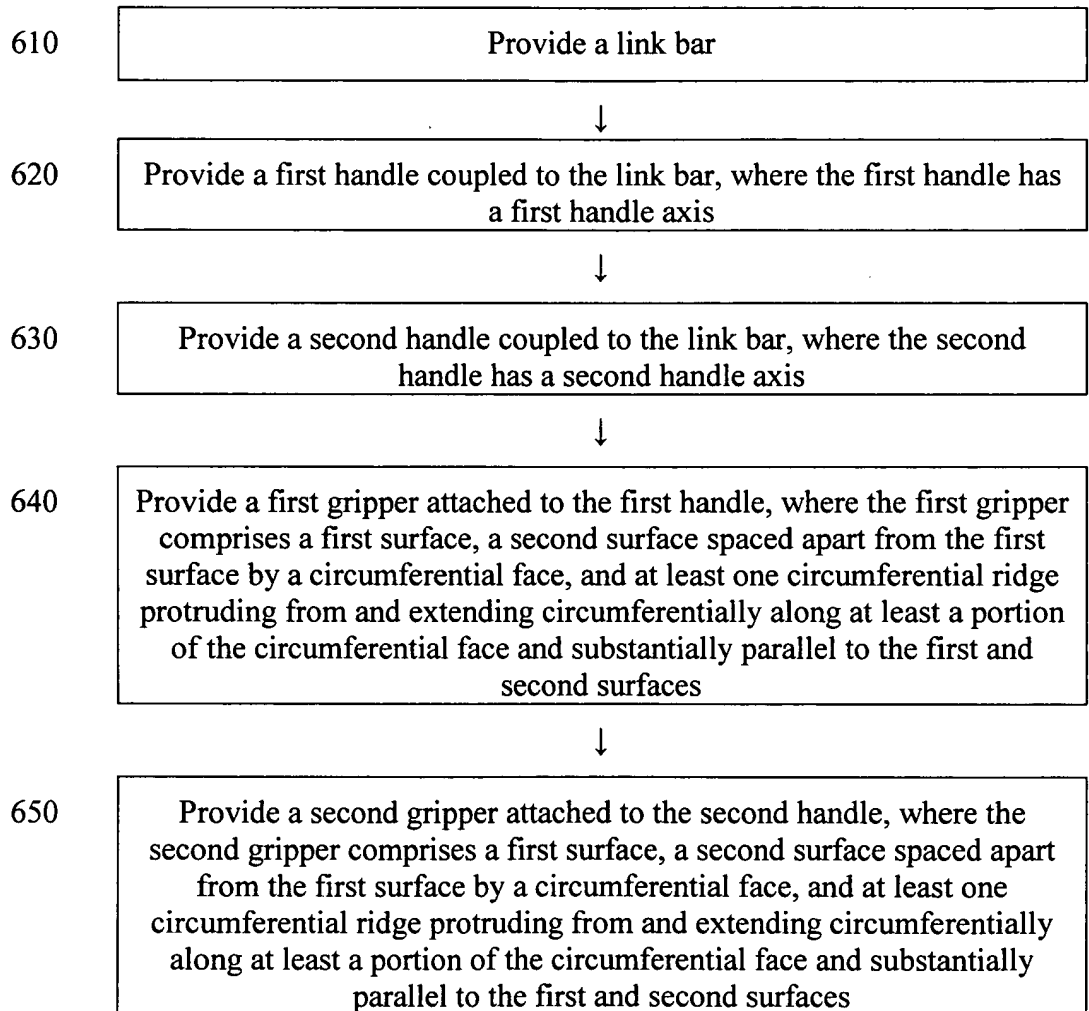 610 Provide a link bar
↓
620 Provide a first handle coupled to the link bar, where the first handle has
a first handle axis
↓
630 Provide a second handle coupled to the link bar, where the second
handle has a second handle axis
↓
640 Provide a first gripper attached to the first handle, where the first gripper
comprises a first surface, a second surface spaced apart from the first
surface by a circumferential face, and at least one circumferential ridge
protruding from and extending circumferentially along at least a portion
of the circumferential face and substantially parallel to the first and
second surfaces
↓
650 Provide a second gripper attached to the second handle, where the
second gripper comprises a first surface, a second surface spaced apart
from the first surface by a circumferential face, and at least one
circumferential ridge protruding from and extending circumferentially
along at least a portion of the circumferential face and substantially
parallel to the first and second surfaces